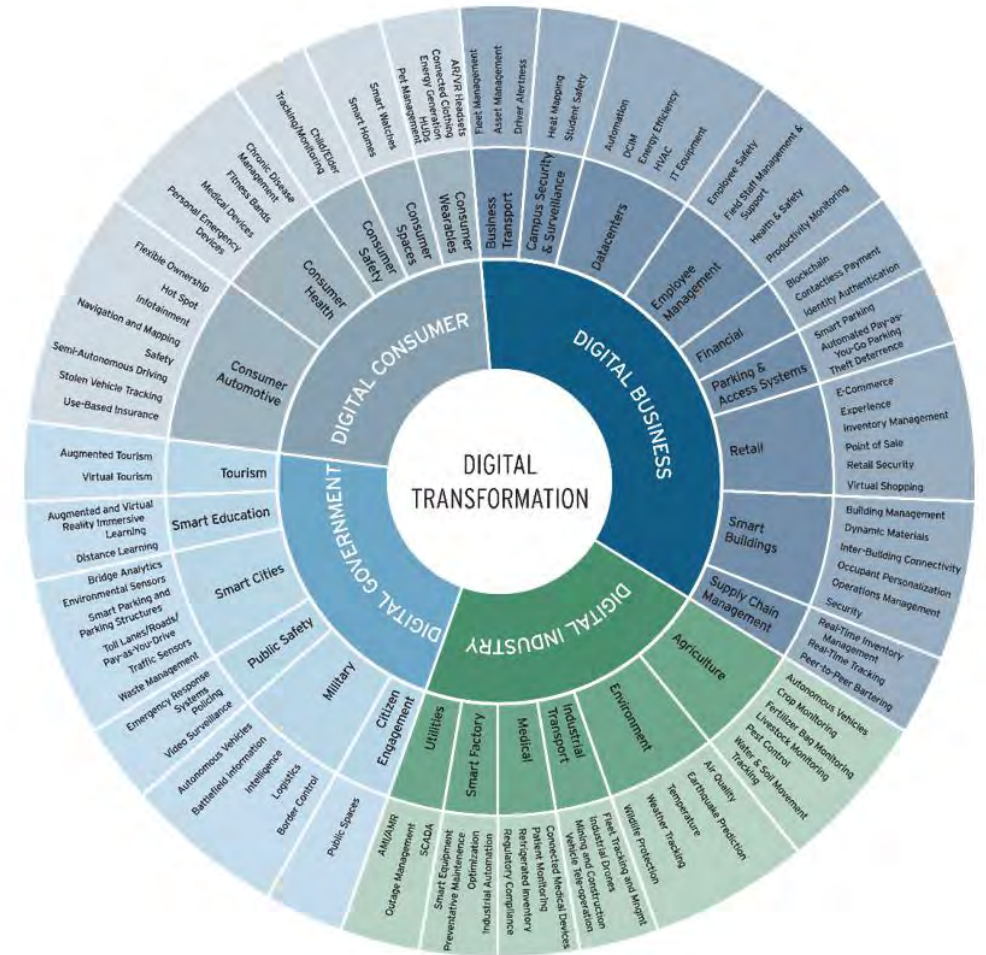 DIGITAL
TRANSFORMATION
DIGITAL BUSINESS
Business
Transport
Fleet Management
Asset Management
Driver Alertness
Campus Security
& Surveillance
Heat Mapping
Student Safety
Datacenters
Automation
DCIM
Energy Efficiency
HVAC
IT Equipment
Employee
Management
Employee Safety
Field Staff Management &
Support
Health & Safety
Productivity Monitoring
Financial
Blockchain
Contactless Payment
Identity Authentication
Parking &
Access Systems
Smart Parking
Automated Pay-as-
You-Go Parking
Theft Deterrence
Retail
E-Commerce
Experience
Inventory Management
Point of Sale
Retail Security
Virtual Shopping
Smart
Buildings
Building Management
Dynamic Materials
Inter-Building Connectivity
Occupant Personalization
Operations Management
Security
Supply Chain
Management
Real-Time Inventory
Management
Real-Time Tracking
Peer-to-Peer Bartering
DIGITAL INDUSTRY
Agriculture
Autonomous Vehicles
Crop Monitoring
Fertilizer Bag Monitoring
Livestock Monitoring
Pest Control
Water & Soil Movement
Tracking
Environment
Air Quality
Earthquake Prediction
Temperature
Weather Tracking
Wildlife Protection
Industrial
Transport
Fleet Tracking and Mngmt
Industrial Drones
Mining and Construction
Vehicle Tele-operation
Medical
Connected Medical Devices
Patient Monitoring
Refrigerated Inventory
Regulatory Compliance
Smart Factory
Smart Equipment
Preventative Maintenence
Optimization
Industrial Automation
Utilities
AMI/AMR
Outage Management
SCADA
DIGITAL GOVERNMENT
Citizen
Engagement
Public Spaces
Military
Autonomous Vehicles
Battlefield Information
Intelligence
Logistics
Border Control
Public Safety
Emergency Response
Systems
Policing
Video Surveillance
Smart Cities
Bridge Analytics
Environmental Sensors
Smart Parking and
Parking Structures
Toll Lanes/Roads/
Pay-as-You-Drive
Traffic Sensors
Waste Management
Smart Education
Augmented and Virtual
Reality Immersive
Learning
Distance Learning
Tourism
Augmented Tourism
Virtual Tourism
DIGITAL CONSUMER
Consumer
Automotive
Flexible Ownership
Hot Spot
Infotainment
Navigation and Mapping
Safety
Semi-Autonomous Driving
Stolen Vehicle Tracking
Use-Based Insurance
Consumer
Health
Chronic Disease
Management
Fitness Bands
Medical Devices
Personal Emergency
Devices
Consumer
Safety
Child/Elder
Tracking/Monitoring
Consumer
Spaces
Smart Watches
Smart Homes
Consumer
Wearables
AR/VR Headsets
Connected Clothing
Energy Generation
HUDs
Pet Management